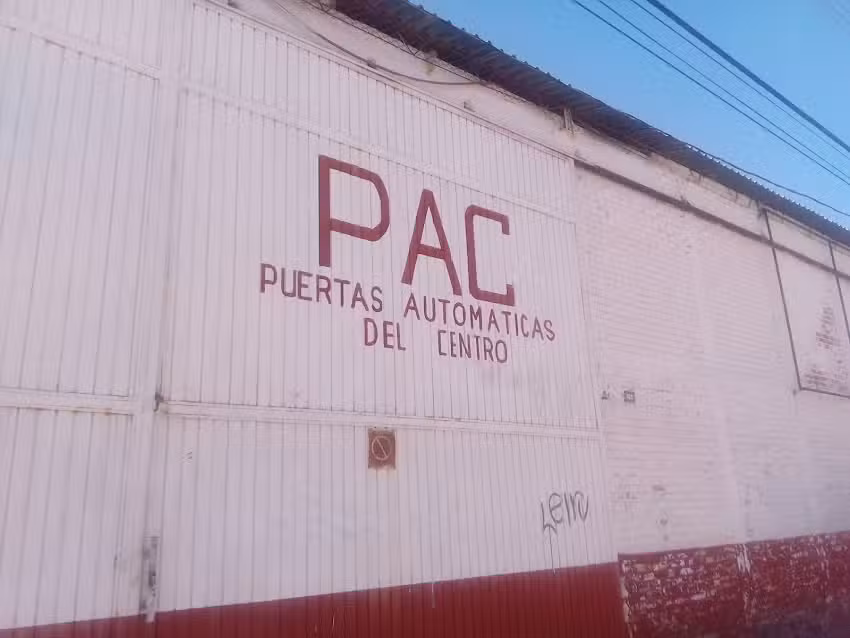 PAC
PUERTAS AUTOMATICAS
DEL CENTRO